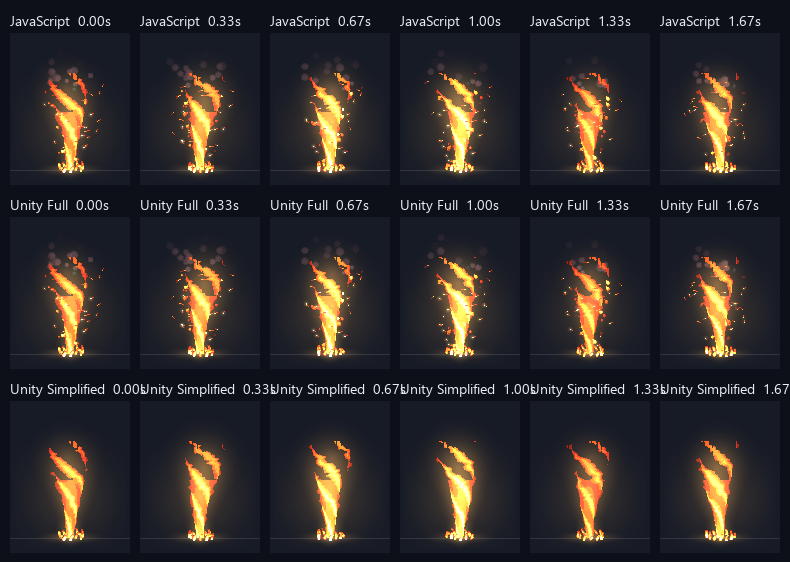 JavaScript 0.00s JavaScript 0.33s JavaScript 0.67s JavaScript 1.00s JavaScript 1.33s JavaScript 1.67s
Unity Full 0.00s Unity Full 0.33s Unity Full 0.67s Unity Full 1.00s Unity Full 1.33s Unity Full 1.67s
Unity Simplified 0.00s Unity Simplified 0.33s Unity Simplified 0.67s Unity Simplified 1.00s Unity Simplified 1.33s Unity Simplified 1.67